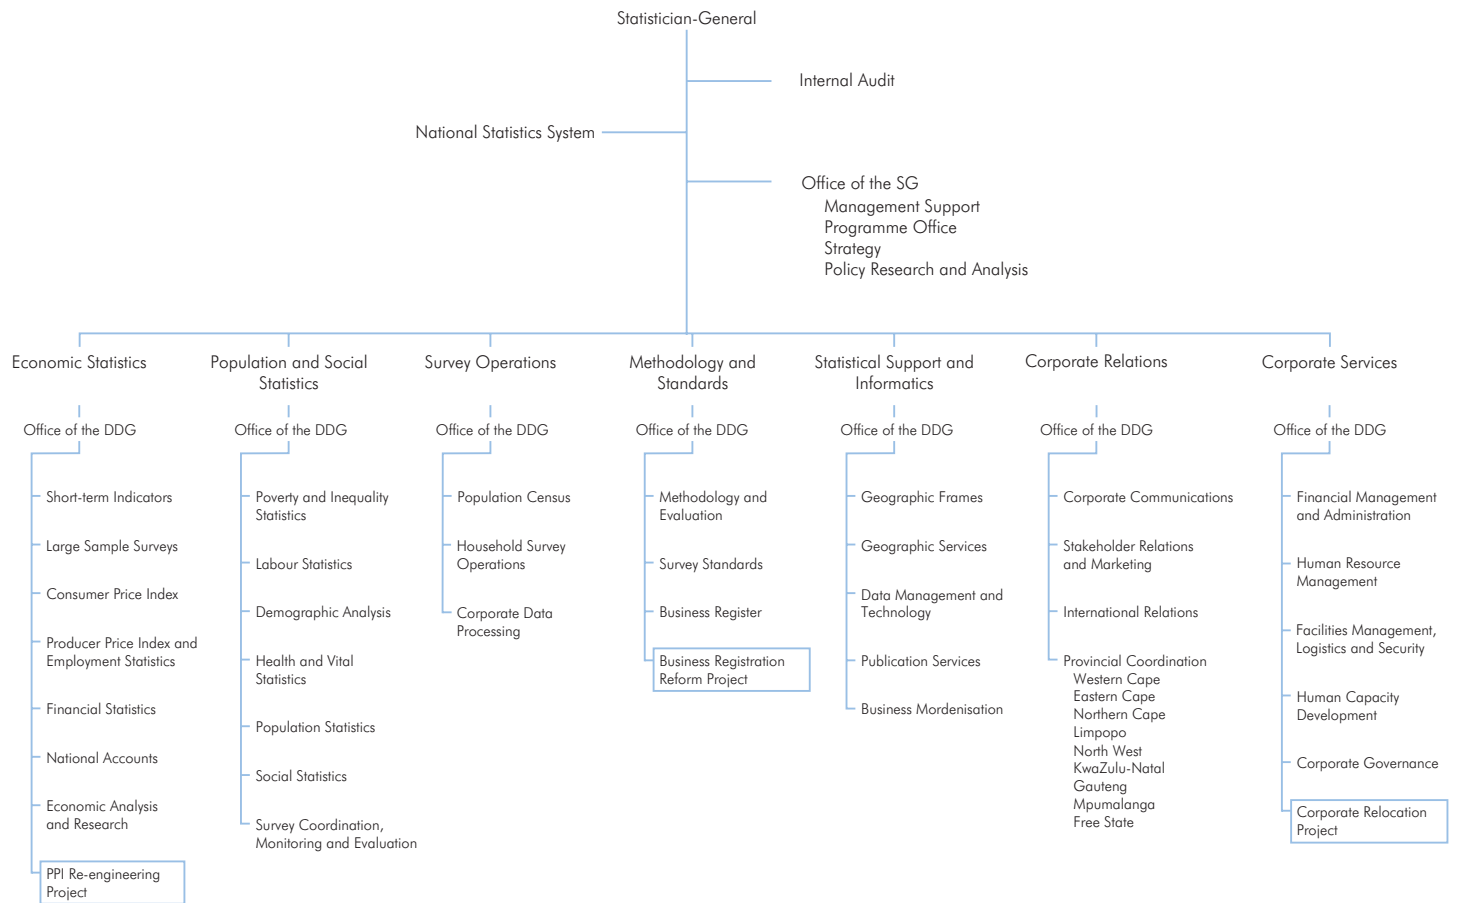 Statistician-General
Internal Audit
National Statistics System
Office of the SG
Management Support
Programme Office
Strategy
Policy Research and Analysis
Economic Statistics
Office of the DDG
Short-term Indicators
Large Sample Surveys
Consumer Price Index
Producer Price Index and
Employment Statistics
Financial Statistics
National Accounts
Economic Analysis
and Research
PPI Re-engineering
Project
Population and Social
Statistics
Office of the DDG
Poverty and Inequality
Statistics
Labour Statistics
Demographic Analysis
Health and Vital
Statistics
Population Statistics
Social Statistics
Survey Coordination,
Monitoring and Evaluation
Survey Operations
Office of the DDG
Population Census
Household Survey
Operations
Corporate Data
Processing
Methodology and
Standards
Office of the DDG
Methodology and
Evaluation
Survey Standards
Business Register
Business Registration
Reform Project
Statistical Support and
Informatics
Office of the DDG
Geographic Frames
Geographic Services
Data Management and
Technology
Publication Services
Business Mordenisation
Corporate Relations
Office of the DDG
Corporate Communications
Stakeholder Relations
and Marketing
International Relations
Provincial Coordination
Western Cape
Eastern Cape
Northern Cape
Limpopo
North West
KwaZulu-Natal
Gauteng
Mpumalanga
Free State
Corporate Services
Office of the DDG
Financial Management
and Administration
Human Resource
Management
Facilities Management,
Logistics and Security
Human Capacity
Development
Corporate Governance
Corporate Relocation
Project